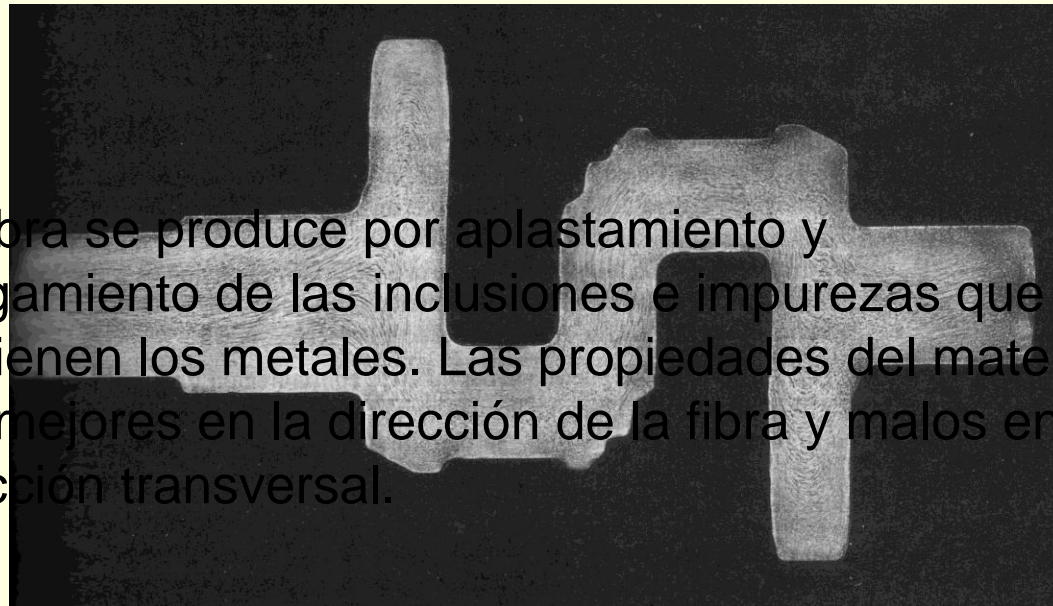 bra se produce por aplastamiento y
gamiento de las inclusiones e impurezas que
ienen los metales. Las propiedades del mate
mejores en la dirección de la fibra y malos en
cción transversal.